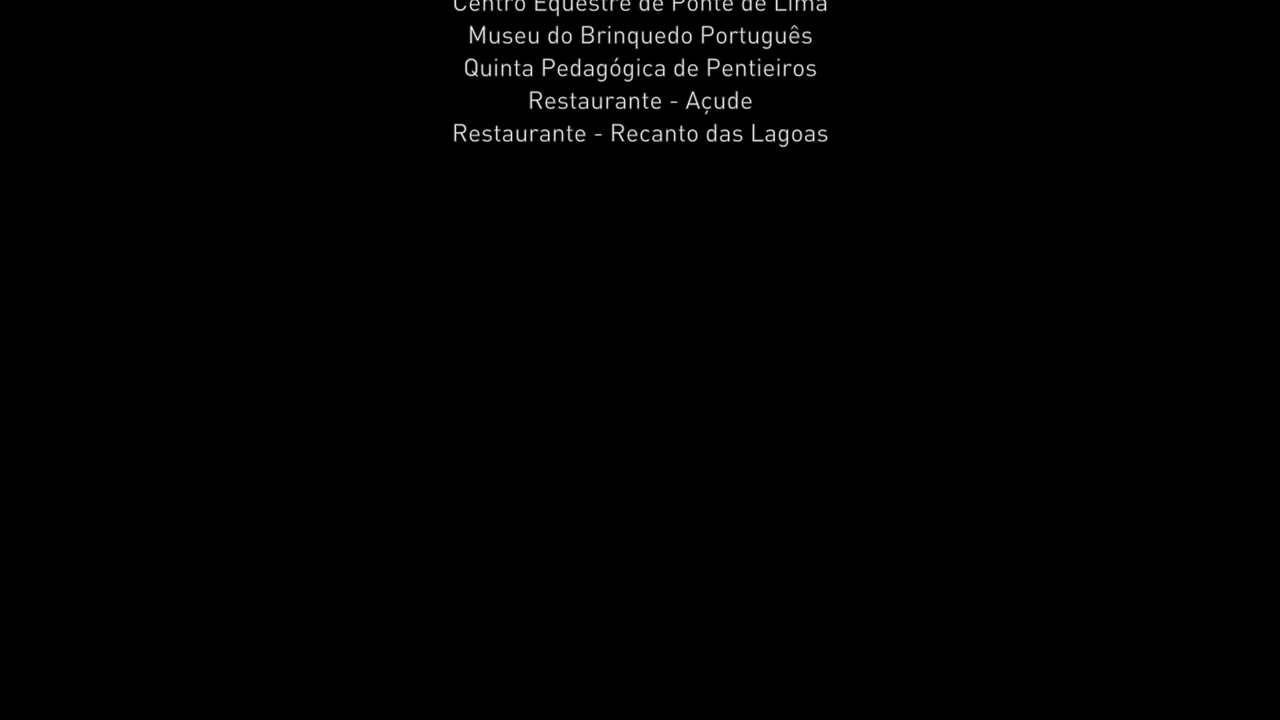 Centro Equestre de Ponte de Lima
Museu do Brinquedo Português
Quinta Pedagógica de Pentieiros
Restaurante - Açude
Restaurante - Recanto das Lagoas